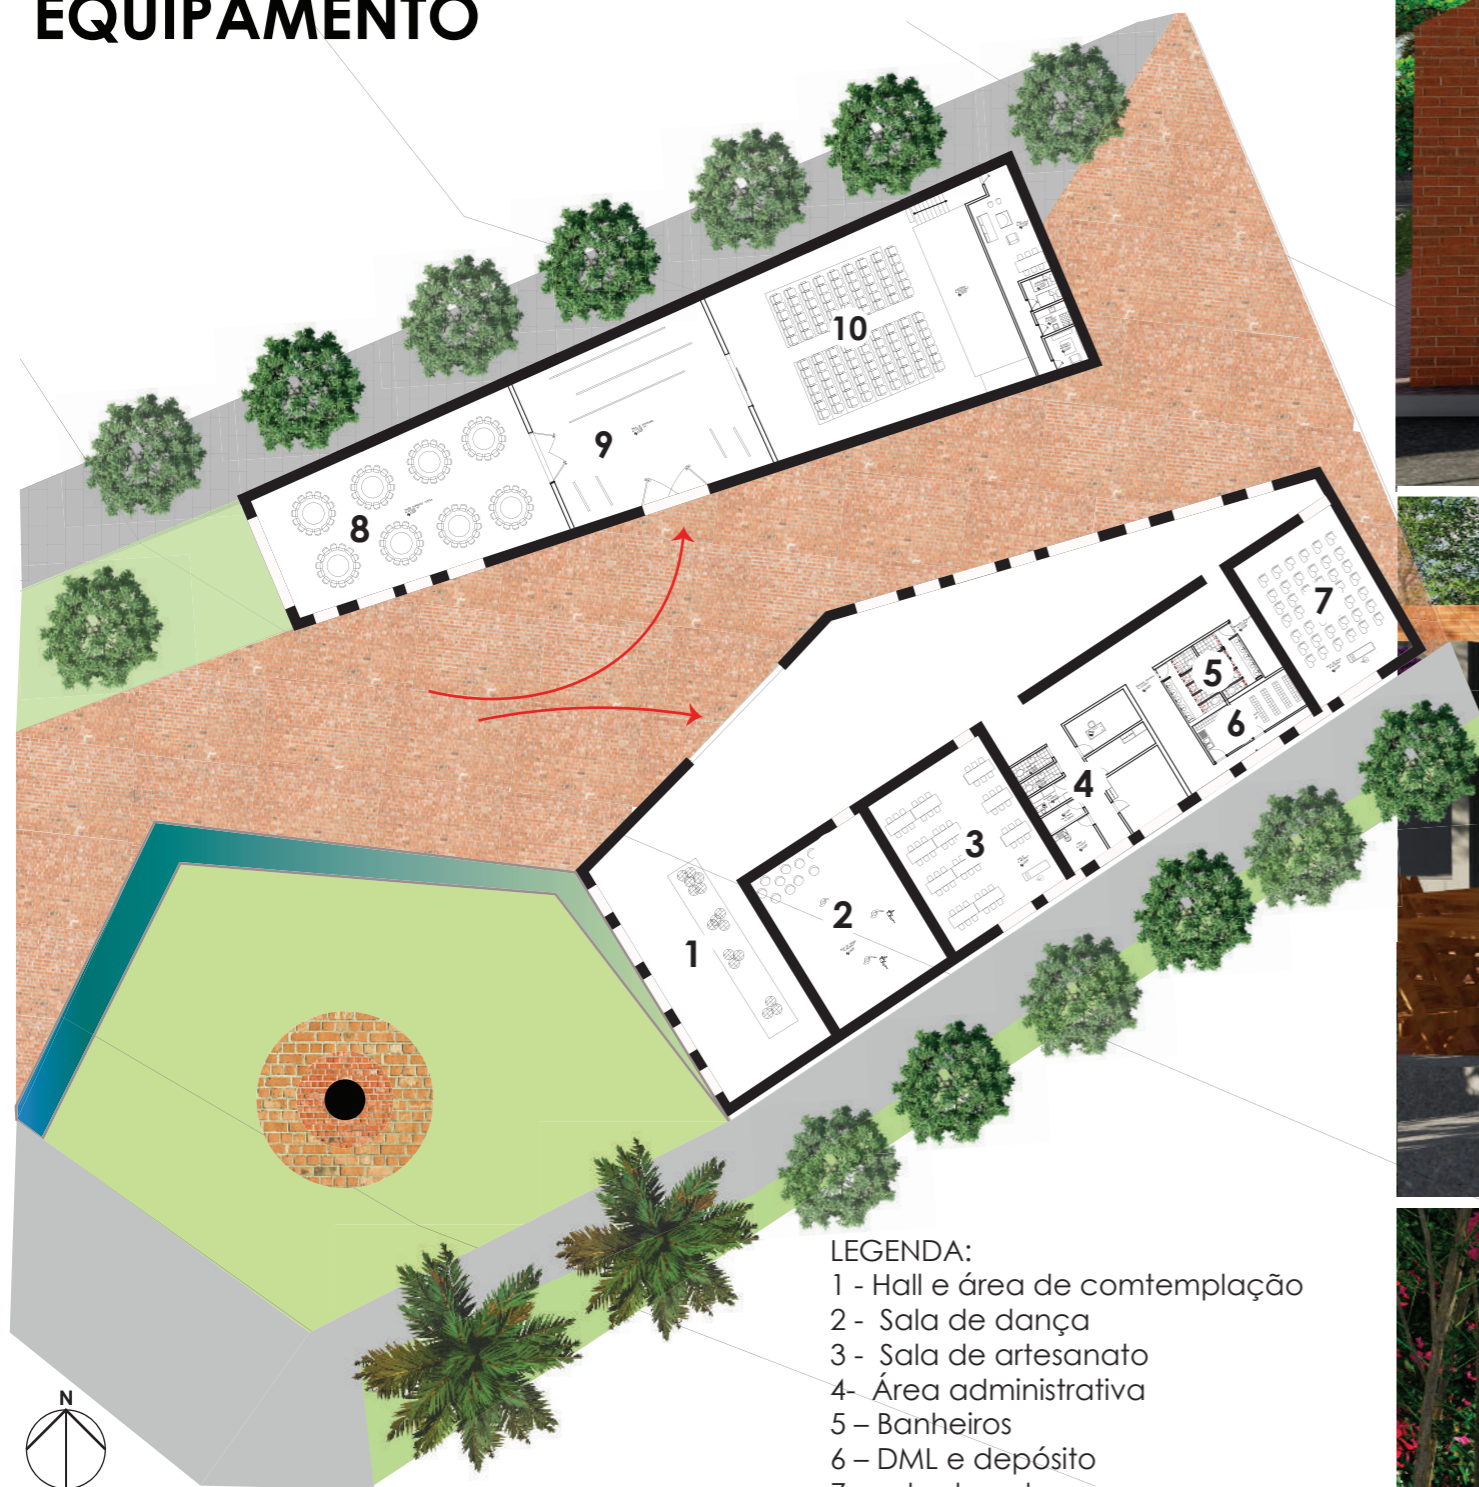 EQUIPAMENTO
10
9
8
7
5
6
4
3
2
1
LEGENDA:
1 - Hall e área de comtemplação
2 - Sala de dança
3 - Sala de artesanato
4- Área administrativa
5 – Banheiros
6 – DML e depósito
N